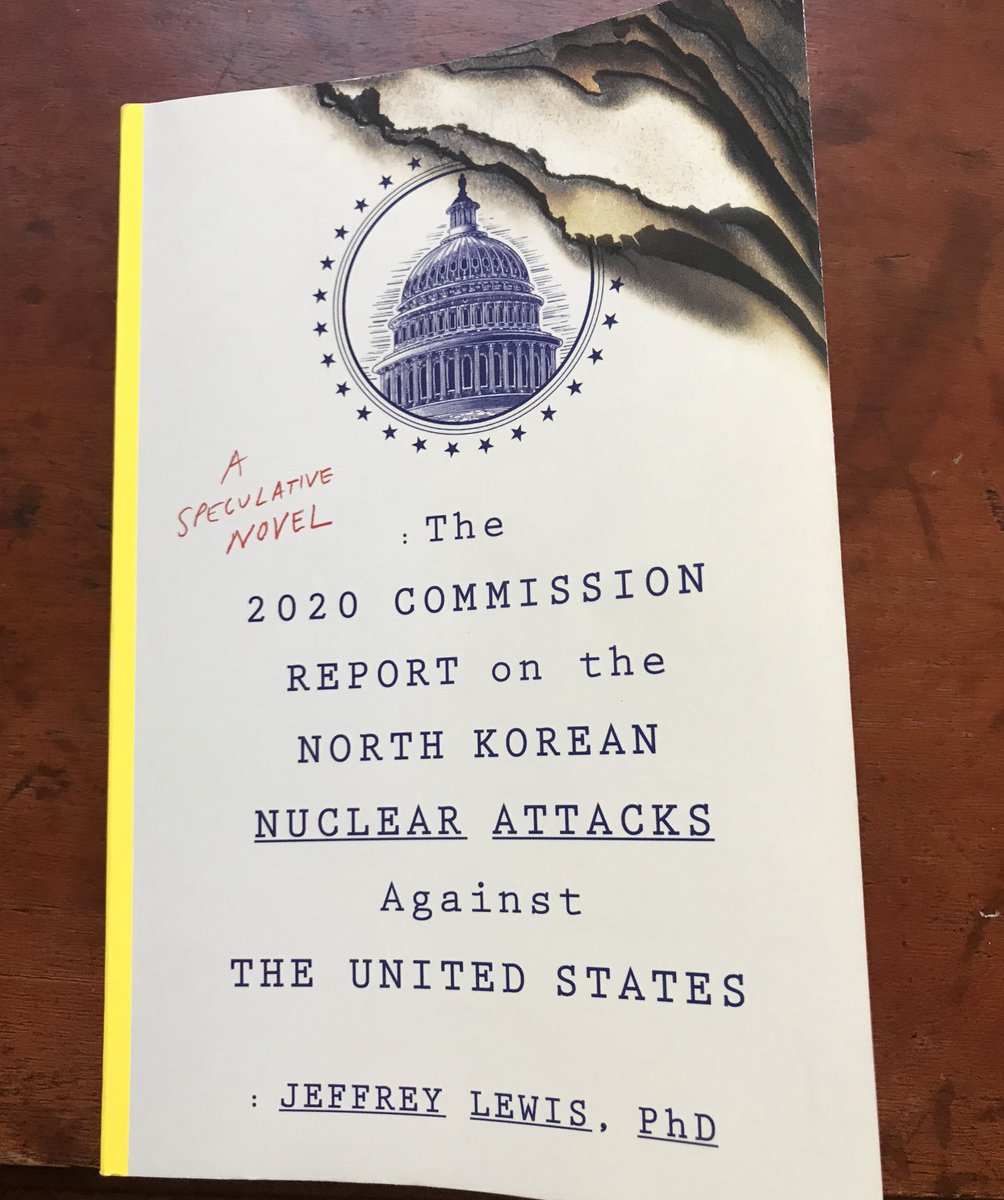 A
SPECULATIVE
NOVEL
: The
2020 COMMISSION
REPORT on the
NORTH KOREAN
NUCLEAR ATTACKS
Against
THE UNITED STATES
: JEFFREY LEWIS, PhD